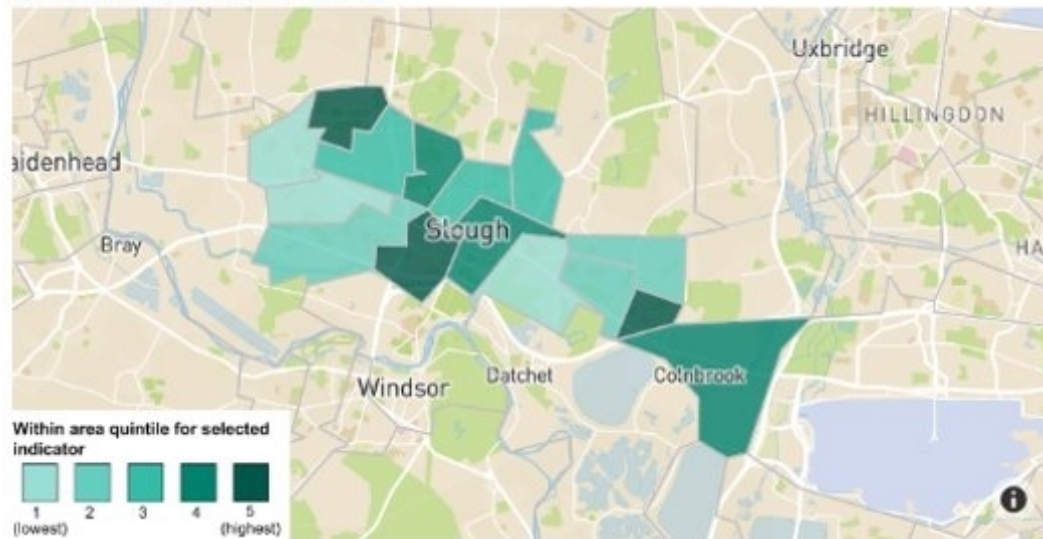 Uxbridge
HILLINGDON
aidenhead
Slough
Bray
HA
Windsor
Datchet
Colnbrook
Within area quintile for selected
indicator
1 2 3 4 5
(lowest) (highest)
i